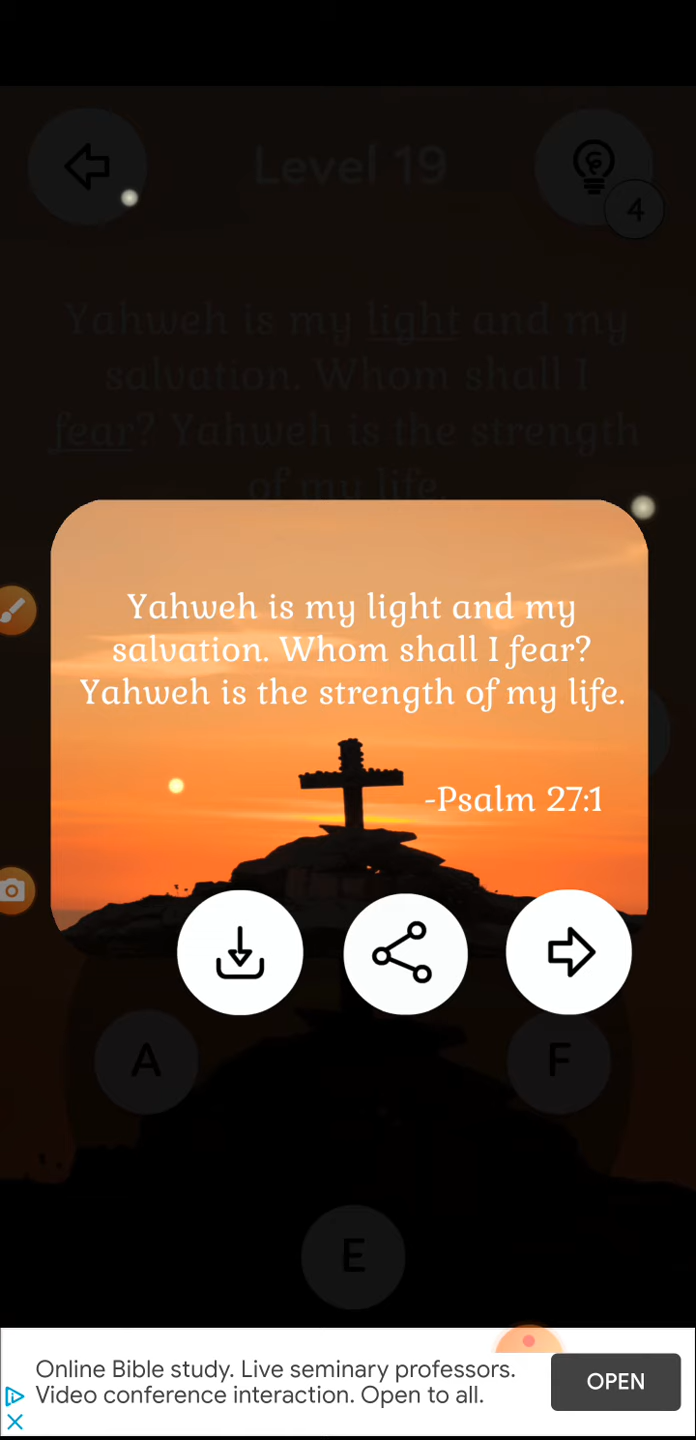 Level 19
4
Yahweh is my light and my
salvation. Whom shall I
fear? Yahweh is the strength
of my life.
Yahweh is my light and my
salvation. Whom shall I fear?
Yahweh is the strength of my life.
-Psalm 27:1
A
F
E
Online Bible study. Live seminary professors.
Video conference interaction. Open to all.
OPEN